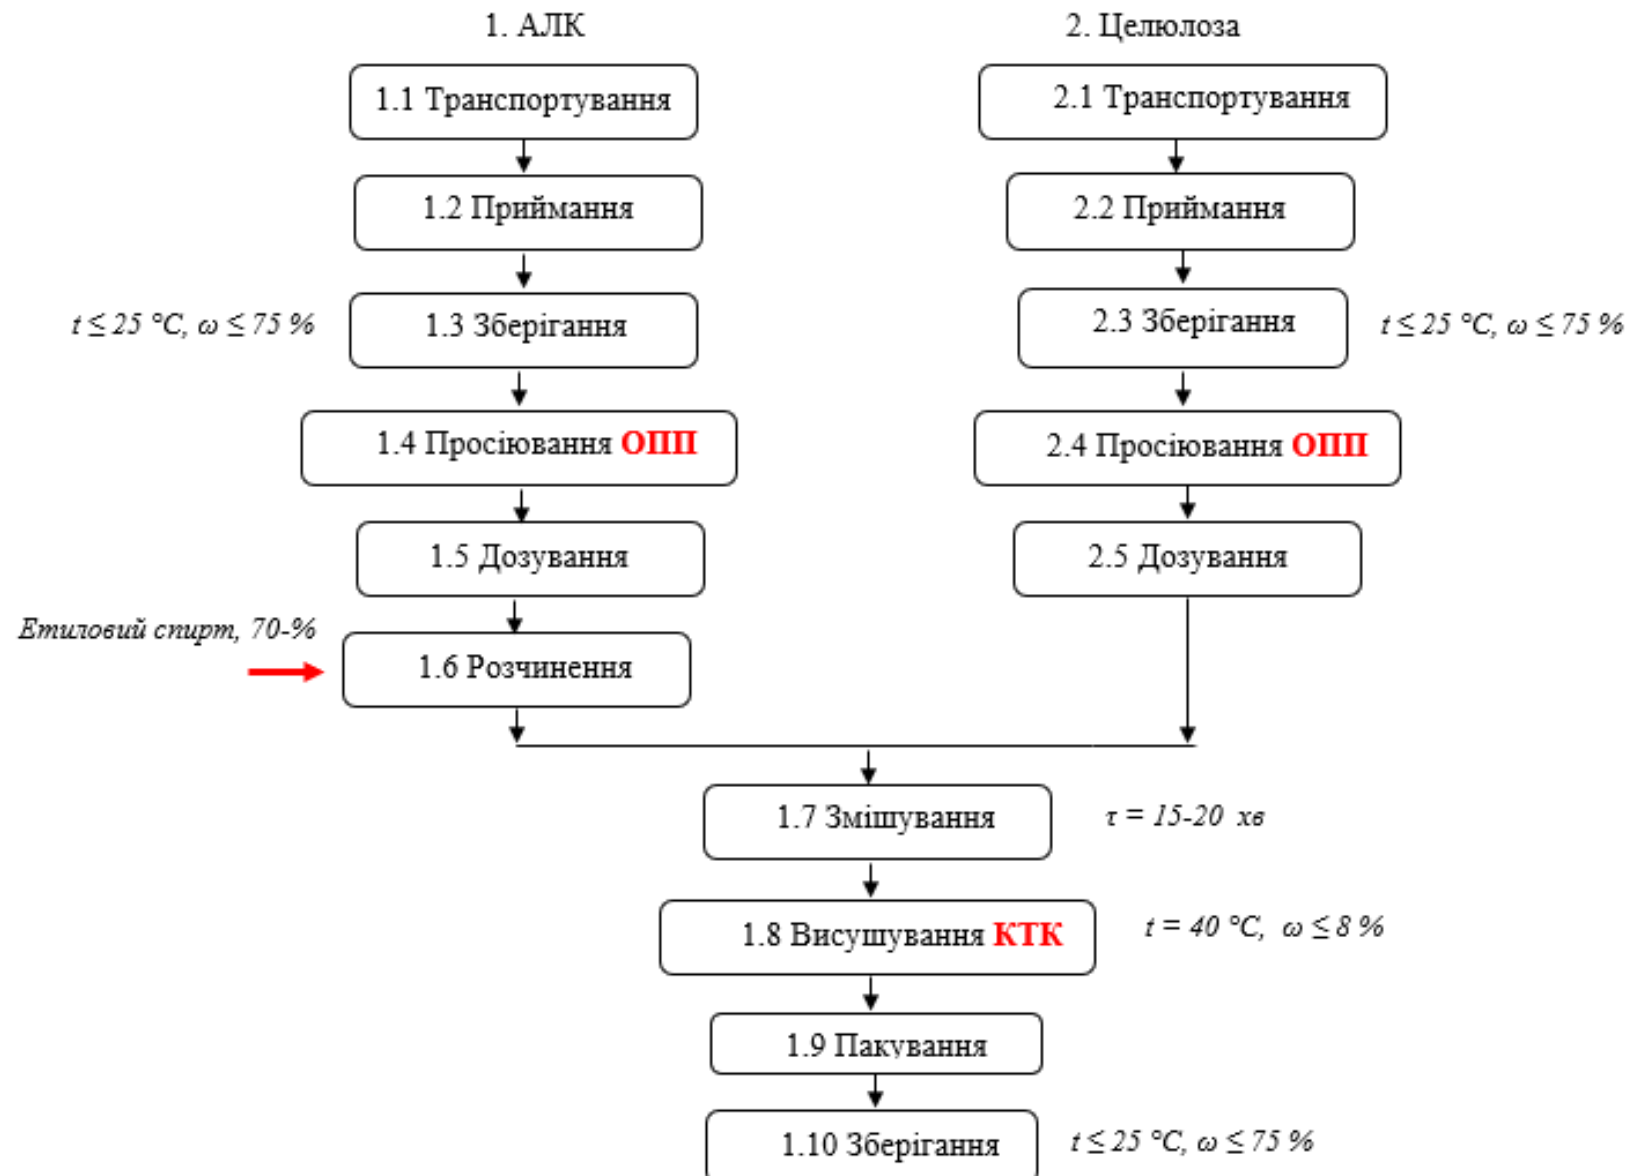 1. АЛК
2. Целюлоза
1.1 Транспортування
2.1 Транспортування
1.2 Приймання
2.2 Приймання
t ≤ 25 °C, ω ≤ 75 %
1.3 Зберігання
2.3 Зберігання
t ≤ 25 °C, ω ≤ 75 %
1.4 Просіювання ОПП
2.4 Просіювання ОПП
1.5 Дозування
2.5 Дозування
Етиловий спирт, 70-%
1.6 Розчинення
1.7 Змішування
τ = 15-20 хв
1.8 Висушування КТК
t = 40 °C, ω ≤ 8 %
1.9 Пакування
1.10 Зберігання
t ≤ 25 °C, ω ≤ 75 %